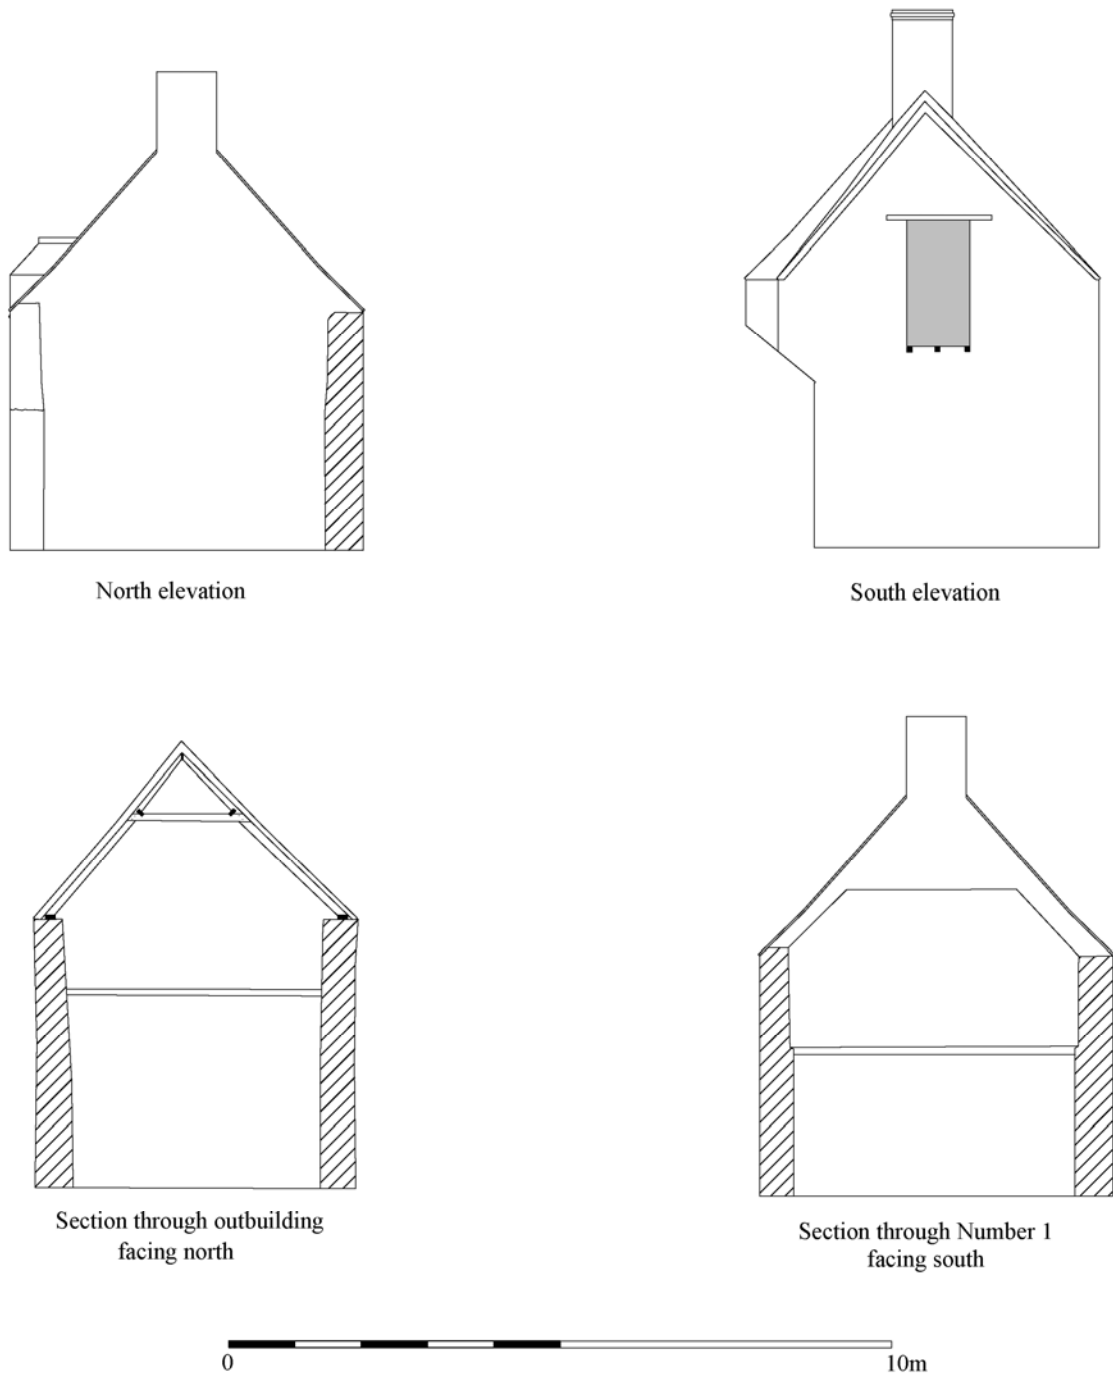 North elevation
South elevation
Section through outbuilding
facing north
Section through Number 1
facing south
0
10m